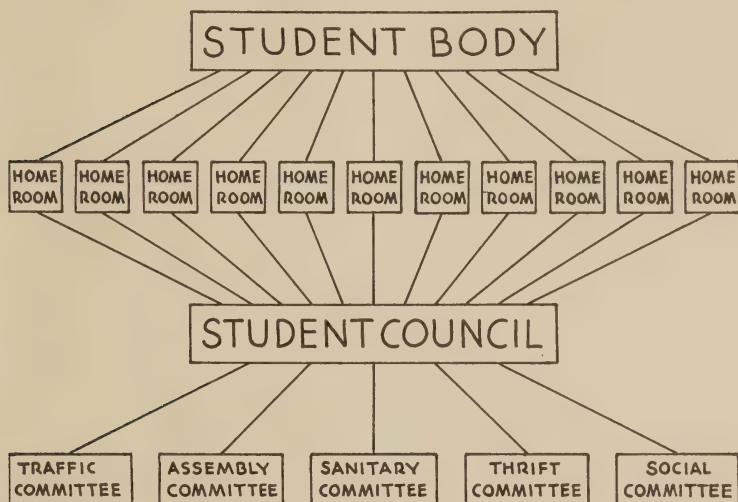 STUDENT BODY
HOME ROOM
HOME ROOM
HOME ROOM
HOME ROOM
HOME ROOM
HOME ROOM
HOME ROOM
HOME ROOM
HOME ROOM
HOME ROOM
HOME ROOM
STUDENT COUNCIL
TRAFFIC COMMITTEE
ASSEMBLY COMMITTEE
SANITARY COMMITTEE
THRIFT COMMITTEE
SOCIAL COMMITTEE